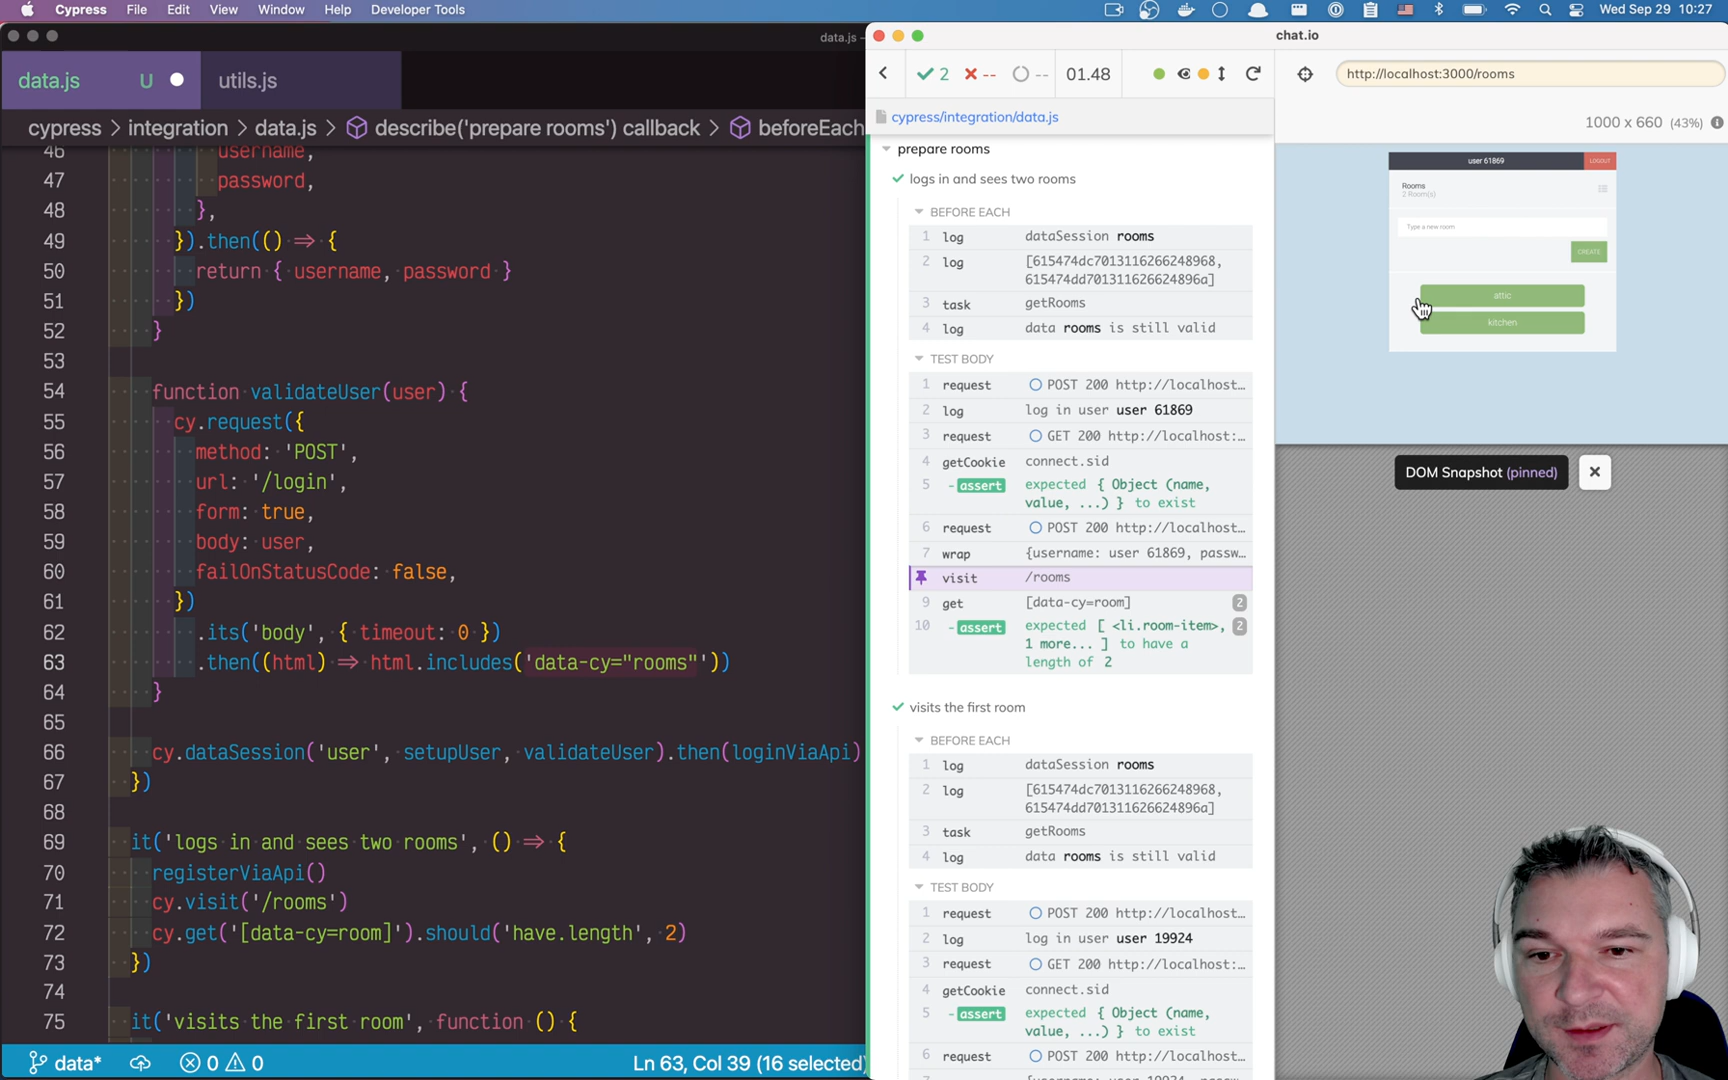 Cypress File Edit View Window Help Developer Tools
Wed Sep 29 10:27
data.js —
data.js U
utils.js
cypress > integration > data.js > describe('prepare rooms') callback > beforeEach
46 username,
47 password,
48 },
49 }).then(() => {
50 return { username, password }
51 })
52 }
53
54 function validateUser(user) {
55 cy.request({
56 method: 'POST',
57 url: '/login',
58 form: true,
59 body: user,
60 failOnStatusCode: false,
61 })
62 .its('body', { timeout: 0 })
63 .then((html) => html.includes('data-cy="rooms"'))
64 }
65
66 cy.dataSession('user', setupUser, validateUser).then(loginViaApi)
67 })
68
69 it('logs in and sees two rooms', () => {
70 registerViaApi()
71 cy.visit('/rooms')
72 cy.get('[data-cy=room]').should('have.length', 2)
73 })
74
75 it('visits the first room', function () {
data* 0 0 Ln 63, Col 39 (16 selected)
chat.io
2 -- -- 01.48
http://localhost:3000/rooms
cypress/integration/data.js
1000 x 660 (43%)
prepare rooms
logs in and sees two rooms
BEFORE EACH
1 log dataSession rooms
2 log [615474dc7013116266248968,
615474dd701311626624896a]
3 task getRooms
4 log data rooms is still valid
TEST BODY
1 request POST 200 http://localhost...
2 log log in user user 61869
3 request GET 200 http://localhost:...
4 getCookie connect.sid
5 -assert expected { Object (name,
value, ...) } to exist
6 request POST 200 http://localhost...
7 wrap {username: user 61869, passw...
visit /rooms
9 get [data-cy=room] 2
10 -assert expected [ <li.room-item>, 2
1 more... ] to have a
length of 2
visits the first room
BEFORE EACH
1 log dataSession rooms
2 log [615474dc7013116266248968,
615474dd701311626624896a]
3 task getRooms
4 log data rooms is still valid
TEST BODY
1 request POST 200 http://localhost...
2 log log in user user 19924
3 request GET 200 http://localhost:...
4 getCookie connect.sid
5 -assert expected { Object (name,
value, ...) } to exist
6 request POST 200 http://localhost...
user 61869 LOGOUT
Rooms
2 Room(s)
Type a new room
CREATE
attic
kitchen
DOM Snapshot (pinned)